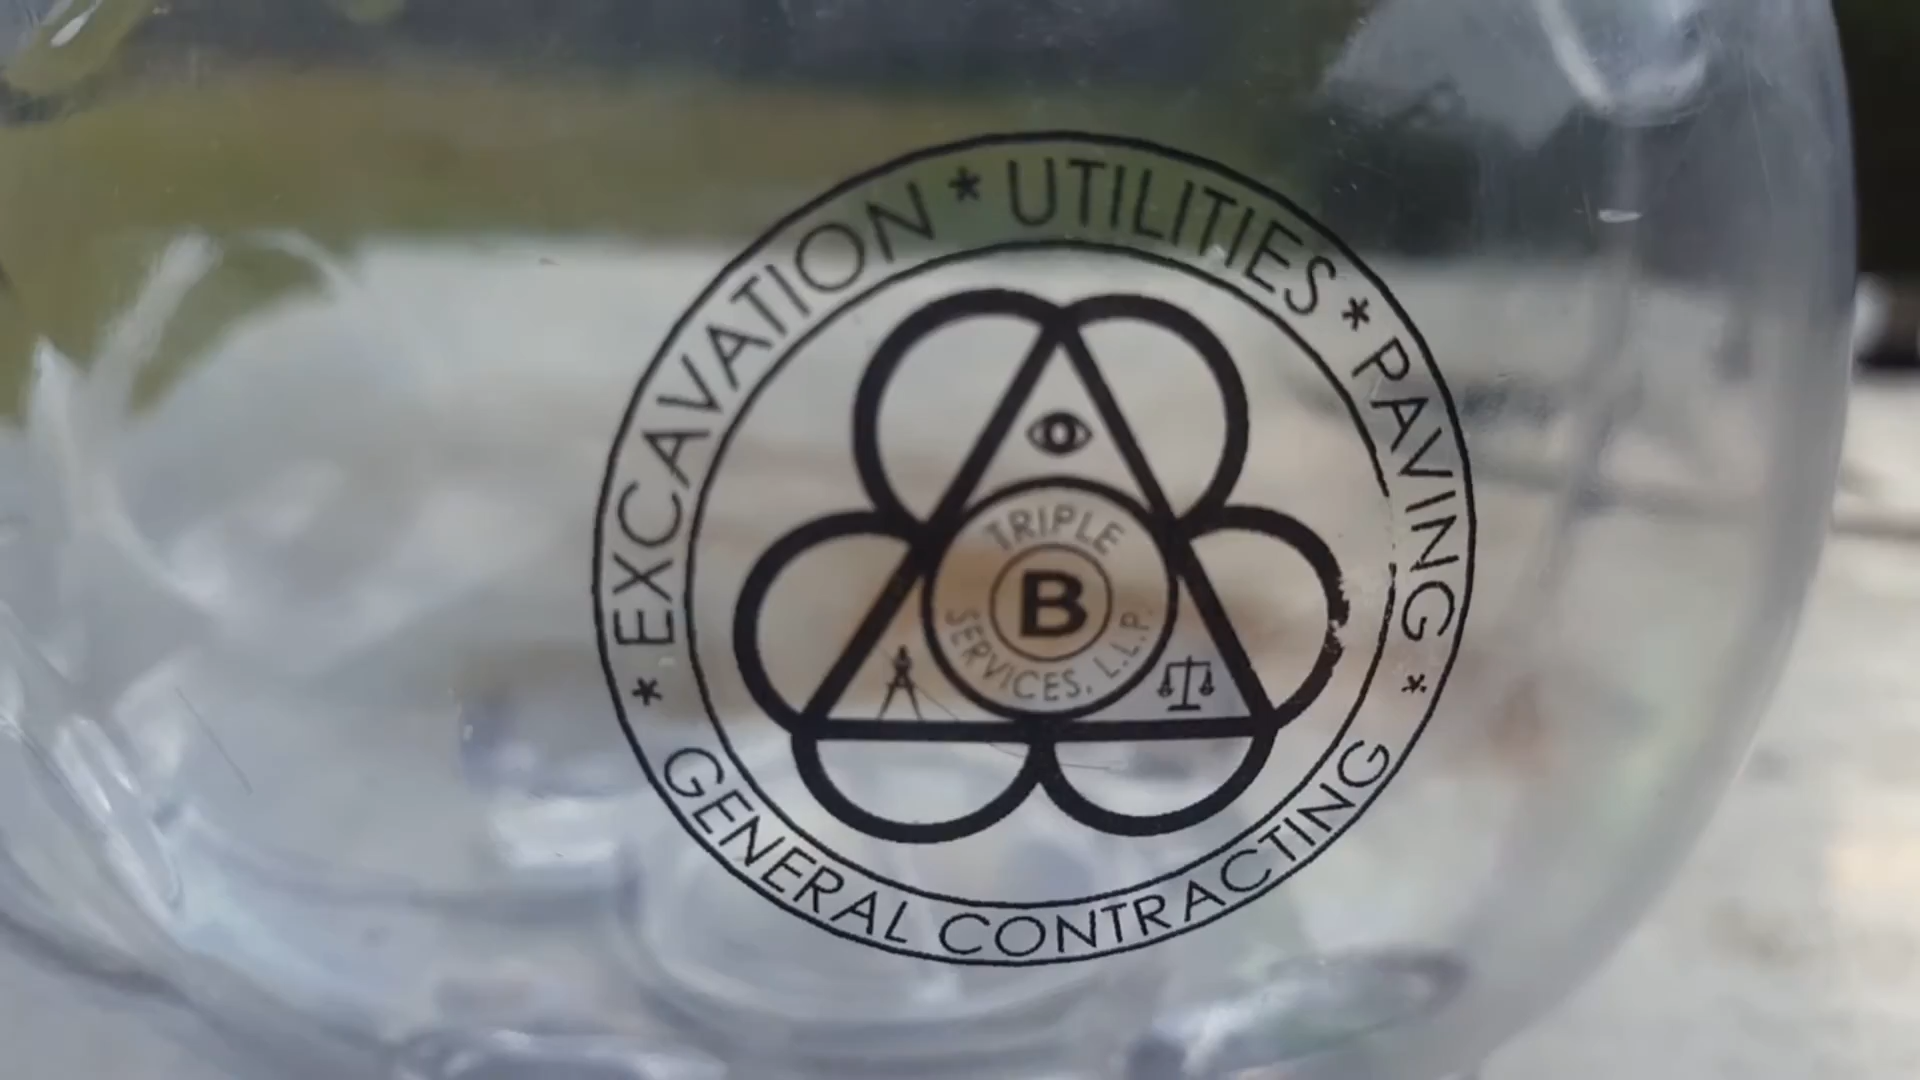 * EXCAVATION * UTILITIES * PAVING *
GENERAL CONTRACTING
TRIPLE
B
SERVICES, L.L.P.